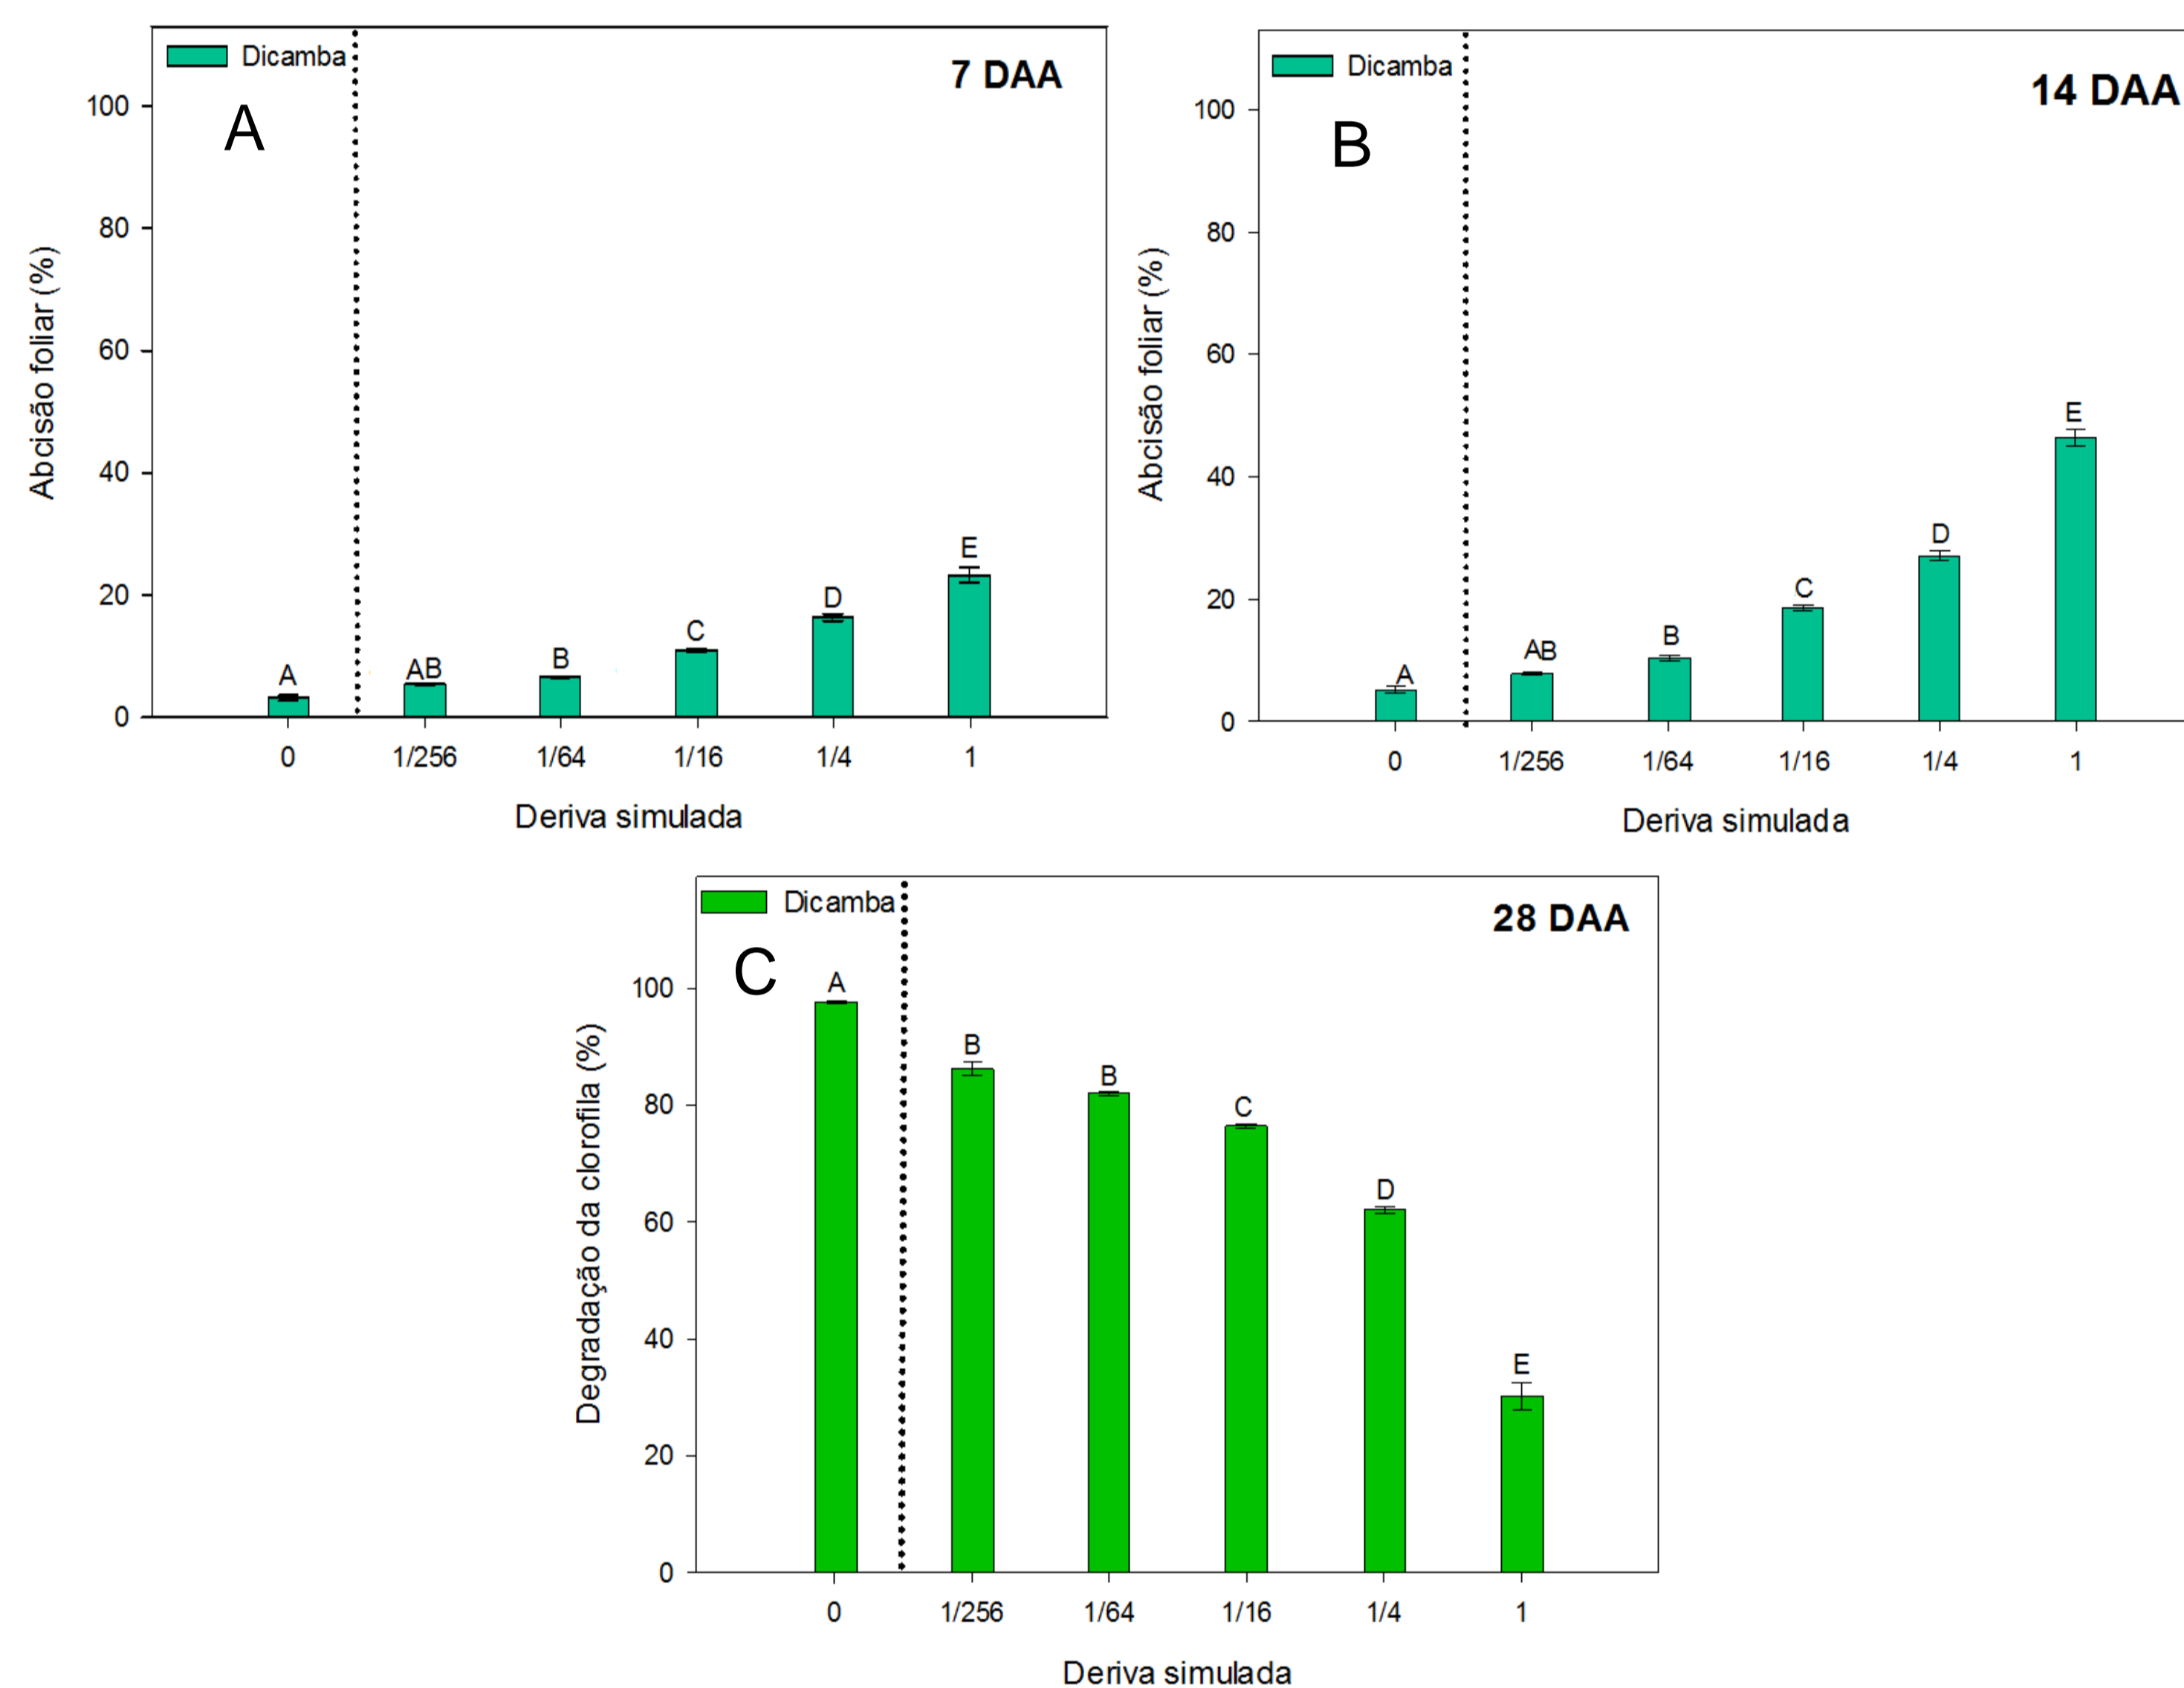 Dicamba
7 DAA
A
100
80
60
40
20
0
Abcisão foliar (%)
A
AB
B
C
D
E
0 1/256 1/64 1/16 1/4 1
Deriva simulada
Dicamba
14 DAA
B
100
80
60
40
20
0
Abcisão foliar (%)
A
AB
B
C
D
E
0 1/256 1/64 1/16 1/4 1
Deriva simulada
Dicamba
28 DAA
C
100
80
60
40
20
0
Degradação da clorofila (%)
A
B
B
C
D
E
0 1/256 1/64 1/16 1/4 1
Deriva simulada